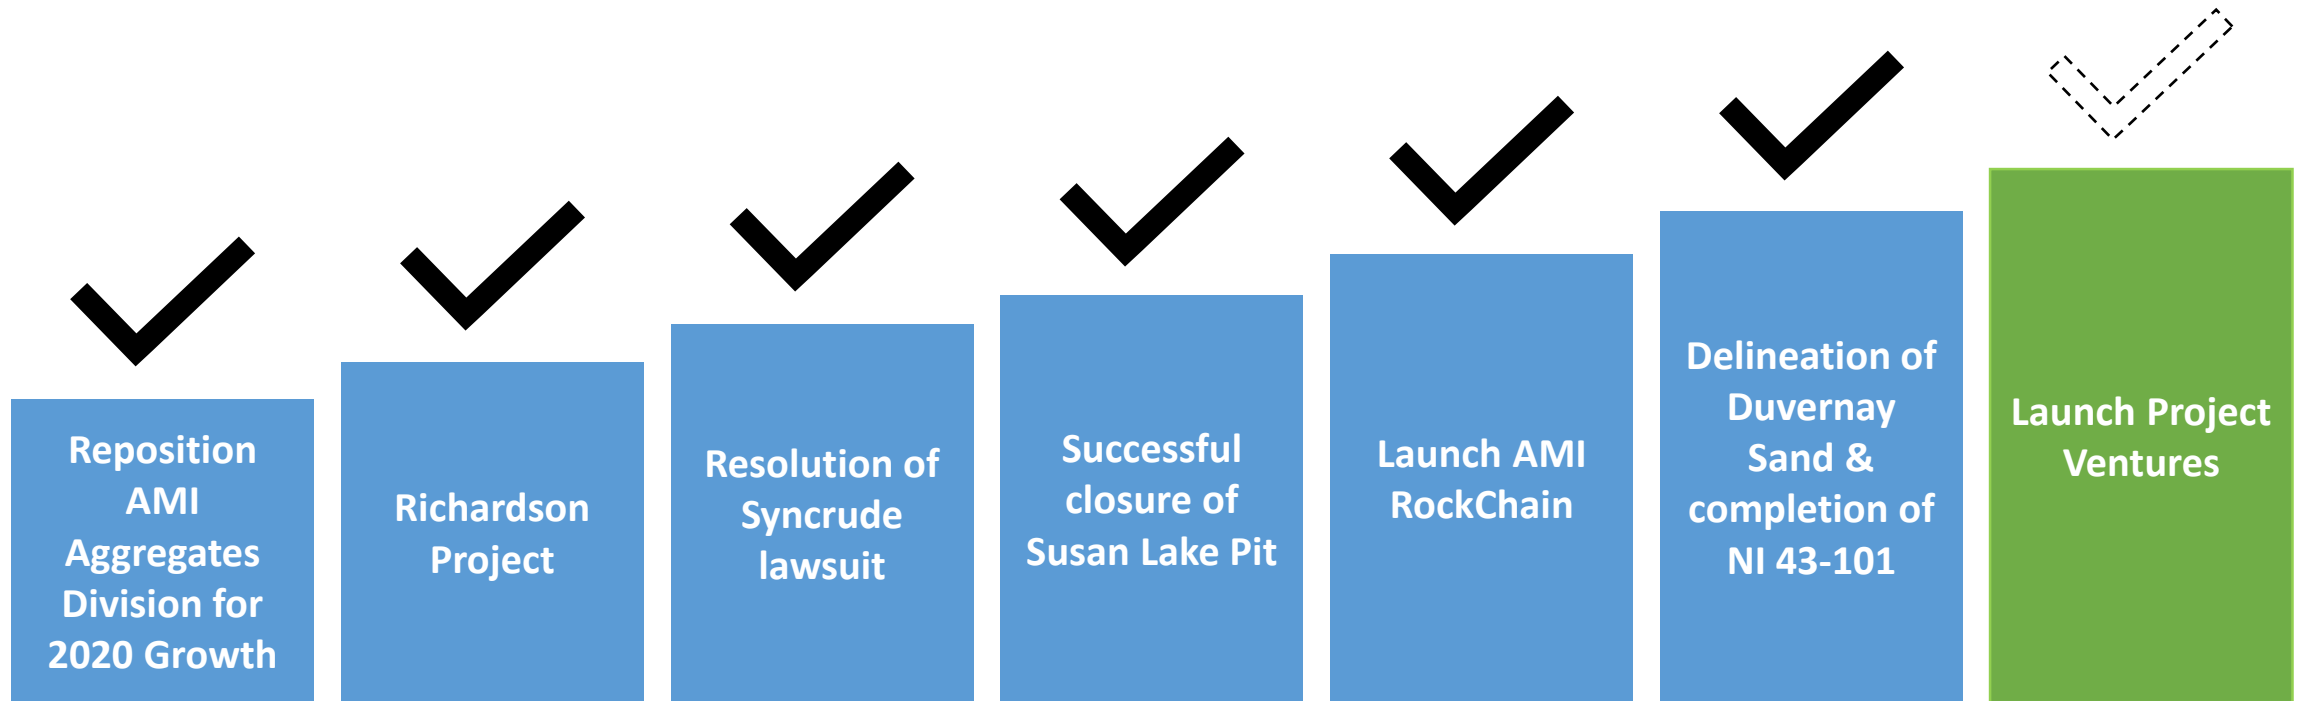 Reposition
AMI
Aggregates
Division for
2020 Growth
Richardson
Project
Resolution of
Syncrude
lawsuit
Successful
closure of
Susan Lake Pit
Launch AMI
RockChain
Delineation of
Duvernay
Sand &
completion of
NI 43-101
Launch Project
Ventures